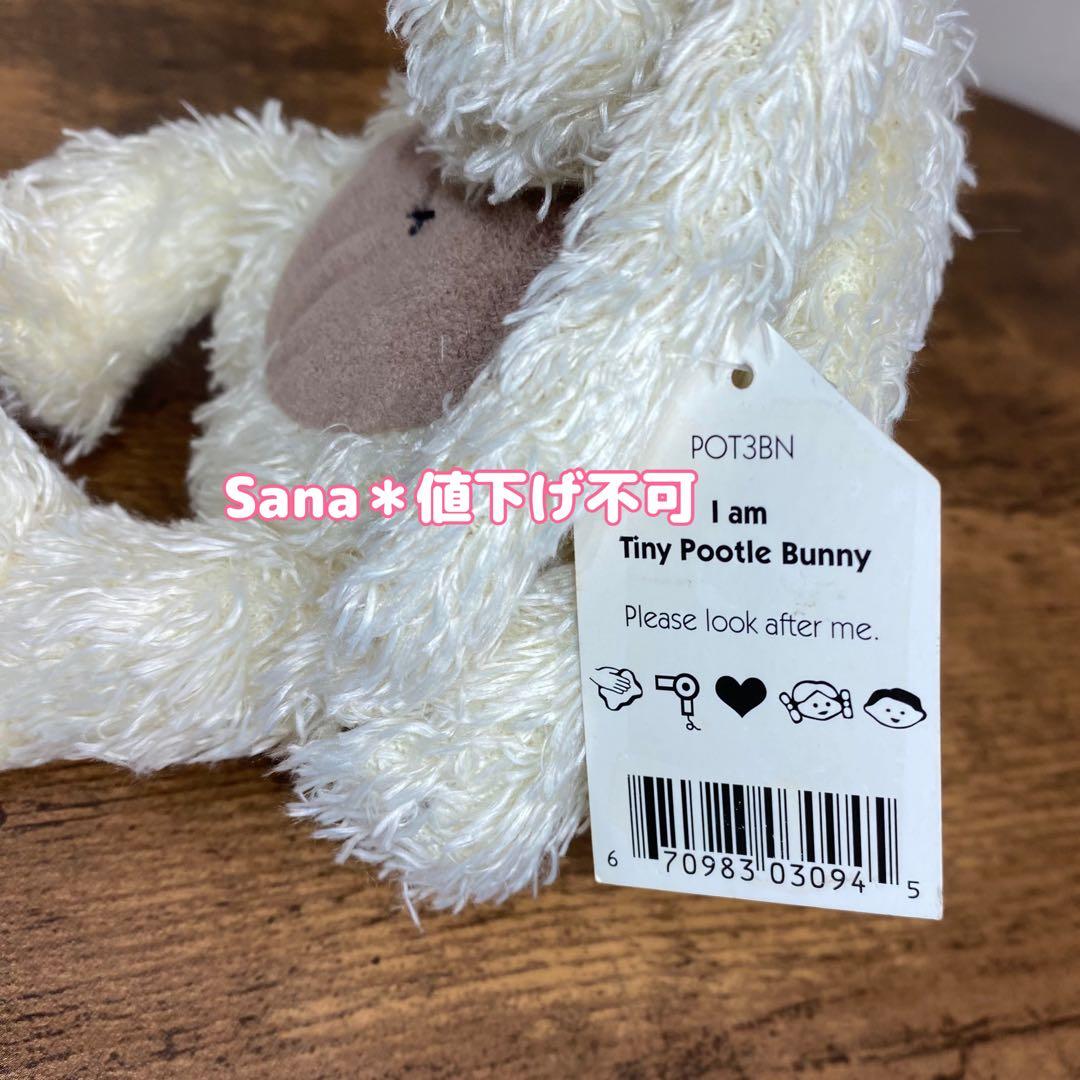 POT3BN
Sana＊値下げ不可
I am
Tiny Pootle Bunny
Please look after me.
6 70983 03094 5